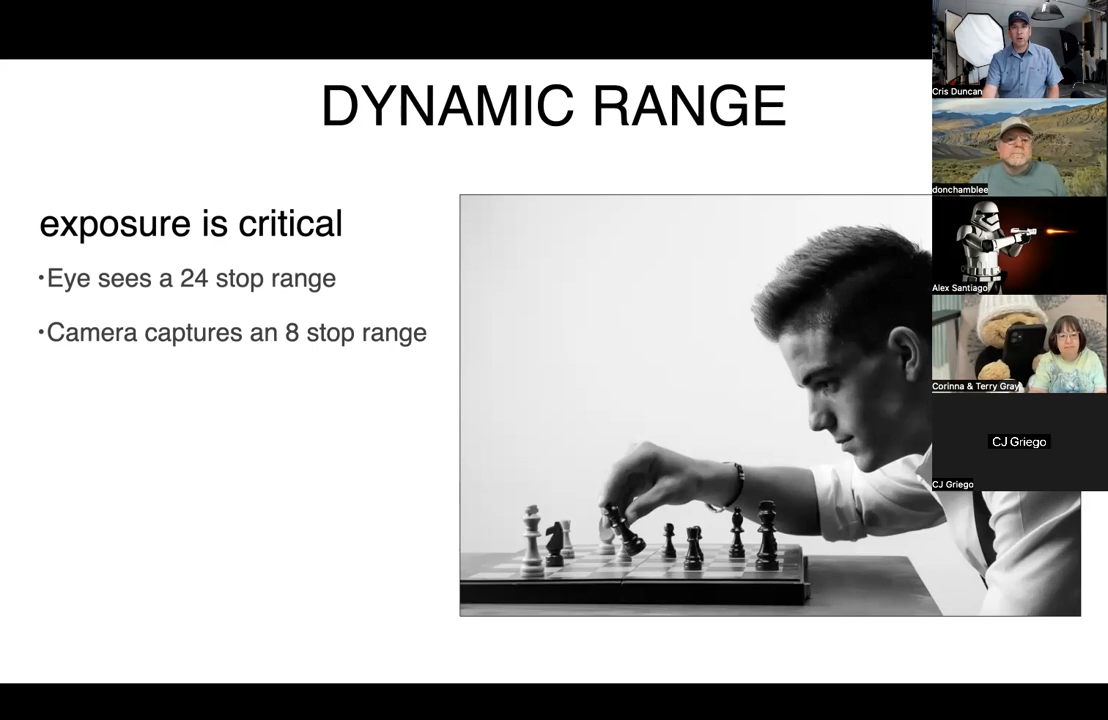 DYNAMIC RANGE
exposure is critical
•Eye sees a 24 stop range
•Camera captures an 8 stop range
Cris Duncan
donchamblee
Alex Santiago
Corinna & Terry Gray
CJ Griego
CJ Griego